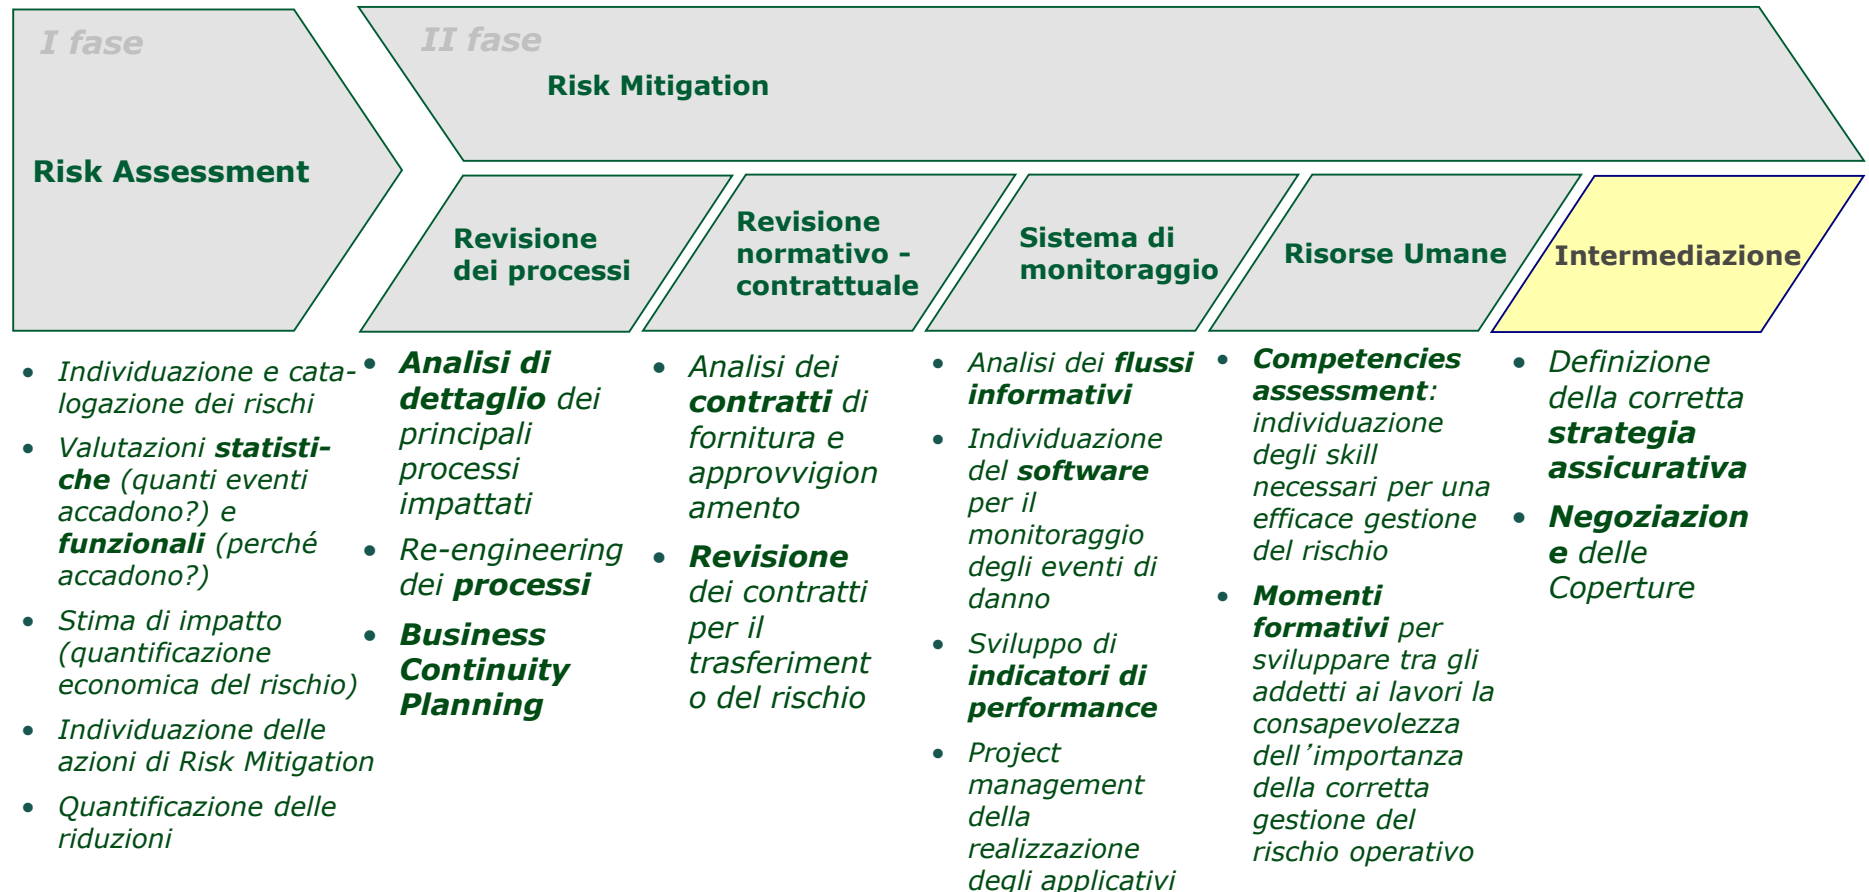 I fase
Risk Assessment
II fase
Risk Mitigation
Revisione
dei processi
Revisione
normativo -
contrattuale
Sistema di
monitoraggio
Risorse Umane
Intermediazione
• Individuazione e cata-
logazione dei rischi
• Valutazioni statisti-
che (quanti eventi
accadono?) e
funzionali (perché
accadono?)
• Stima di impatto
(quantificazione
economica del rischio)
• Individuazione delle
azioni di Risk Mitigation
• Quantificazione delle
riduzioni
• Analisi di
dettaglio dei
principali
processi
impattati
• Re-engineering
dei processi
• Business
Continuity
Planning
• Analisi dei
contratti di
fornitura e
approvvigion
amento
• Revisione
dei contratti
per il
trasferiment
o del rischio
• Analisi dei flussi
informativi
• Individuazione
del software
per il
monitoraggio
degli eventi di
danno
• Sviluppo di
indicatori di
performance
• Project
management
della
realizzazione
degli applicativi
• Competencies
assessment:
individuazione
degli skill
necessari per una
efficace gestione
del rischio
• Momenti
formativi per
sviluppare tra gli
addetti ai lavori la
consapevolezza
dell’importanza
della corretta
gestione del
rischio operativo
• Definizione
della corretta
strategia
assicurativa
• Negoziazion
e delle
Coperture